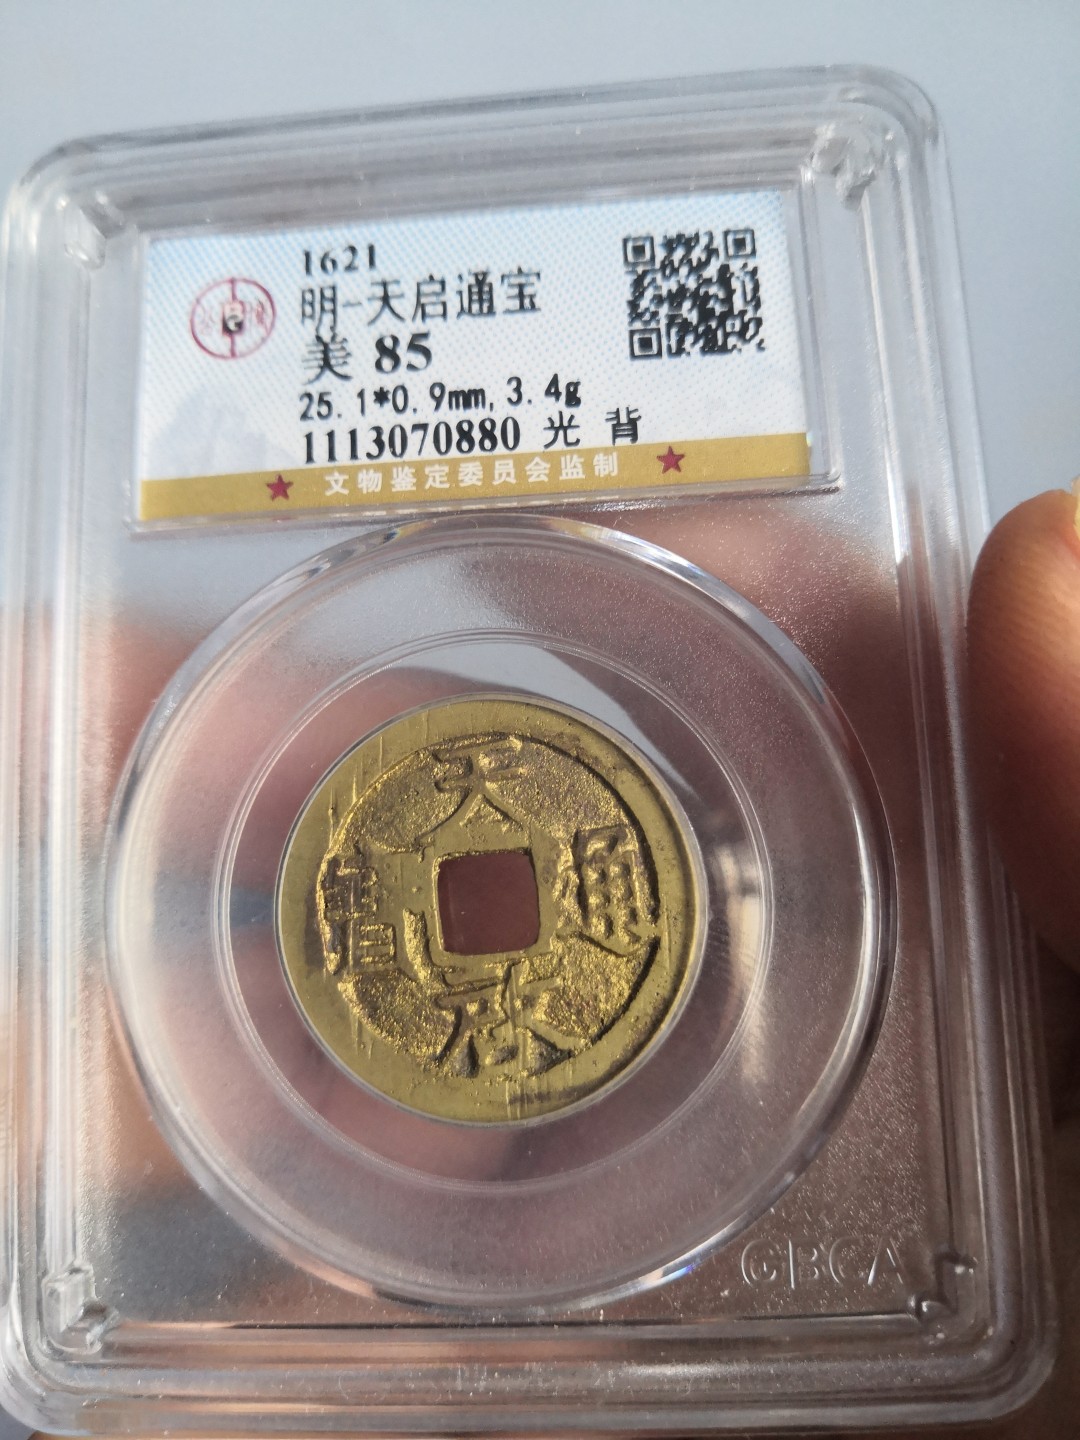 1621
明-天启通宝
美 85
25.1*0.9mm, 3.4g
1113070880 光 背
★ 文物鉴定委员会监制 ★
天
寶 通
啟
GBCA